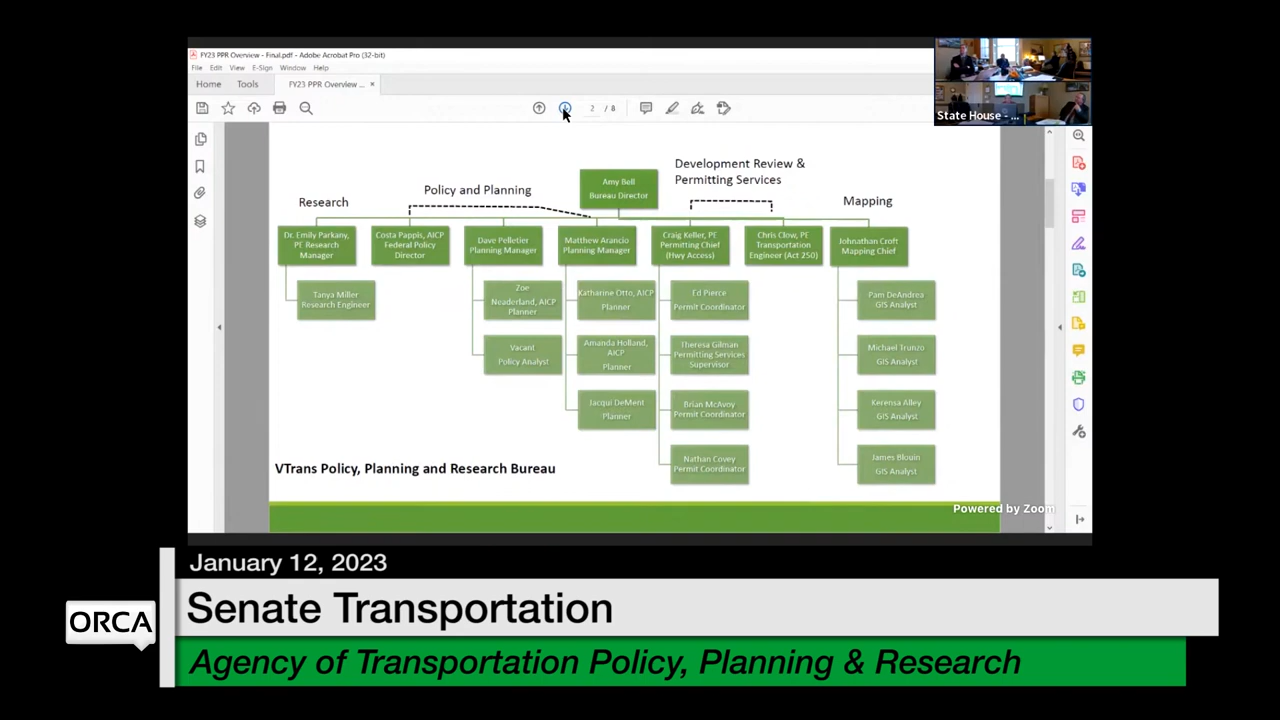 FY23 PPR Overview - Final.pdf - Adobe Acrobat Pro (32-bit)
File Edit View E-Sign Window Help
Home Tools FY23 PPR Overview ... ×
2 / 8
State House - ...
Development Review &
Permitting Services
Policy and Planning
Research
Mapping
Amy Bell
Bureau Director
Dr. Emily Parkany,
PE Research
Manager
Costa Pappis, AICP
Federal Policy
Director
Dave Pelletier
Planning Manager
Matthew Arancio
Planning Manager
Craig Keller, PE
Permitting Chief
(Hwy Access)
Chris Clow, PE
Transportation
Engineer (Act 250)
Johnathan Croft
Mapping Chief
Tanya Miller
Research Engineer
Zoe
Neaderland, AICP
Planner
Katharine Otto, AICP
Planner
Ed Pierce
Permit Coordinator
Pam DeAndrea
GIS Analyst
Vacant
Policy Analyst
Amanda Holland,
AICP
Planner
Theresa Gilman
Permitting Services
Supervisor
Michael Trunzo
GIS Analyst
Jacqui DeMent
Planner
Brian McAvoy
Permit Coordinator
Kerensa Alley
GIS Analyst
Nathan Covey
Permit Coordinator
James Blouin
GIS Analyst
VTrans Policy, Planning and Research Bureau
Powered by Zoom
January 12, 2023
ORCA
Senate Transportation
Agency of Transportation Policy, Planning & Research